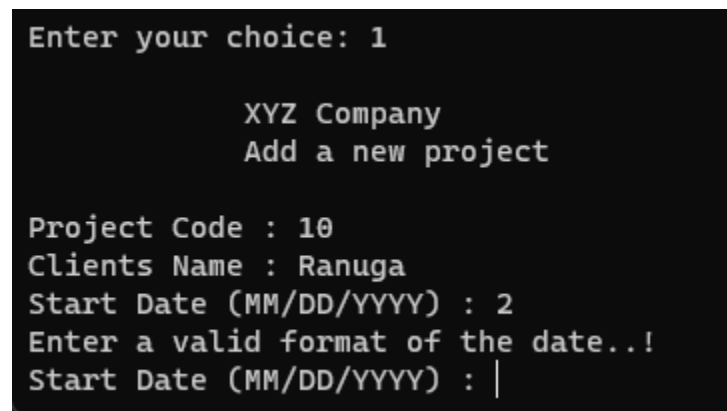 Enter your choice: 1
XYZ Company
Add a new project
Project Code : 10
Clients Name : Ranuga
Start Date (MM/DD/YYYY) : 2
Enter a valid format of the date..!
Start Date (MM/DD/YYYY) :